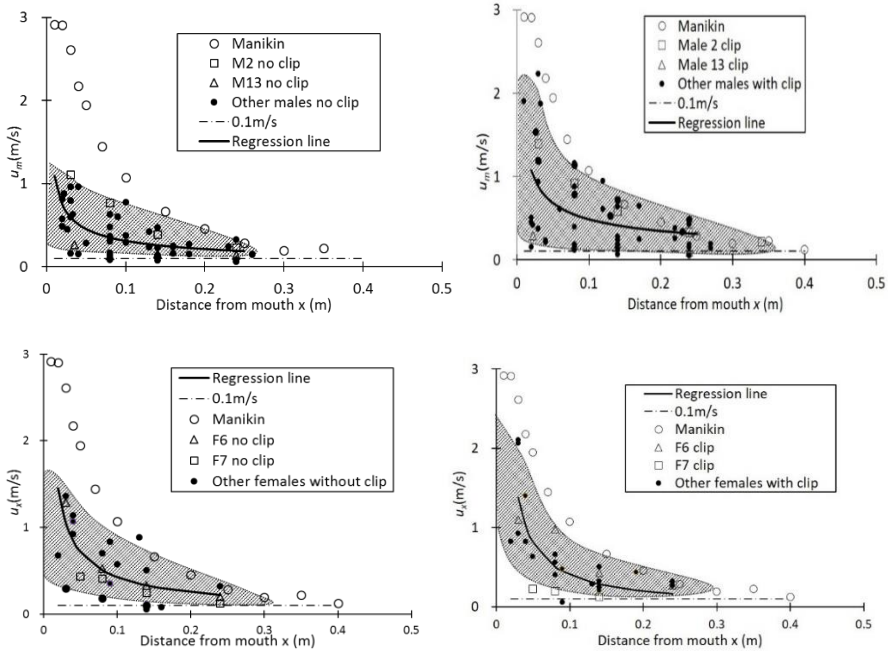 3
2
1
0
u_m(m/s)
Manikin
M2 no clip
M13 no clip
Other males no clip
0.1m/s
Regression line
0 0.1 0.2 0.3 0.4 0.5
Distance from mouth x (m)
3
2
1
0
u_m(m/s)
Manikin
Male 2 clip
Male 13 clip
Other males with clip
0.1m/s
Regression line
0 0.1 0.2 0.3 0.4 0.5
Distance from mouth x (m)
3
2
1
0
u_x(m/s)
Regression line
0.1m/s
Manikin
F6 no clip
F7 no clip
Other females without clip
0 0.1 0.2 0.3 0.4 0.5
Distance from mouth x (m)
3
2
1
0
u_x(m/s)
Regression line
0.1m/s
Manikin
F6 clip
F7 clip
Other females with clip
0 0.1 0.2 0.3 0.4 0.5
Distance from mouth x (m)